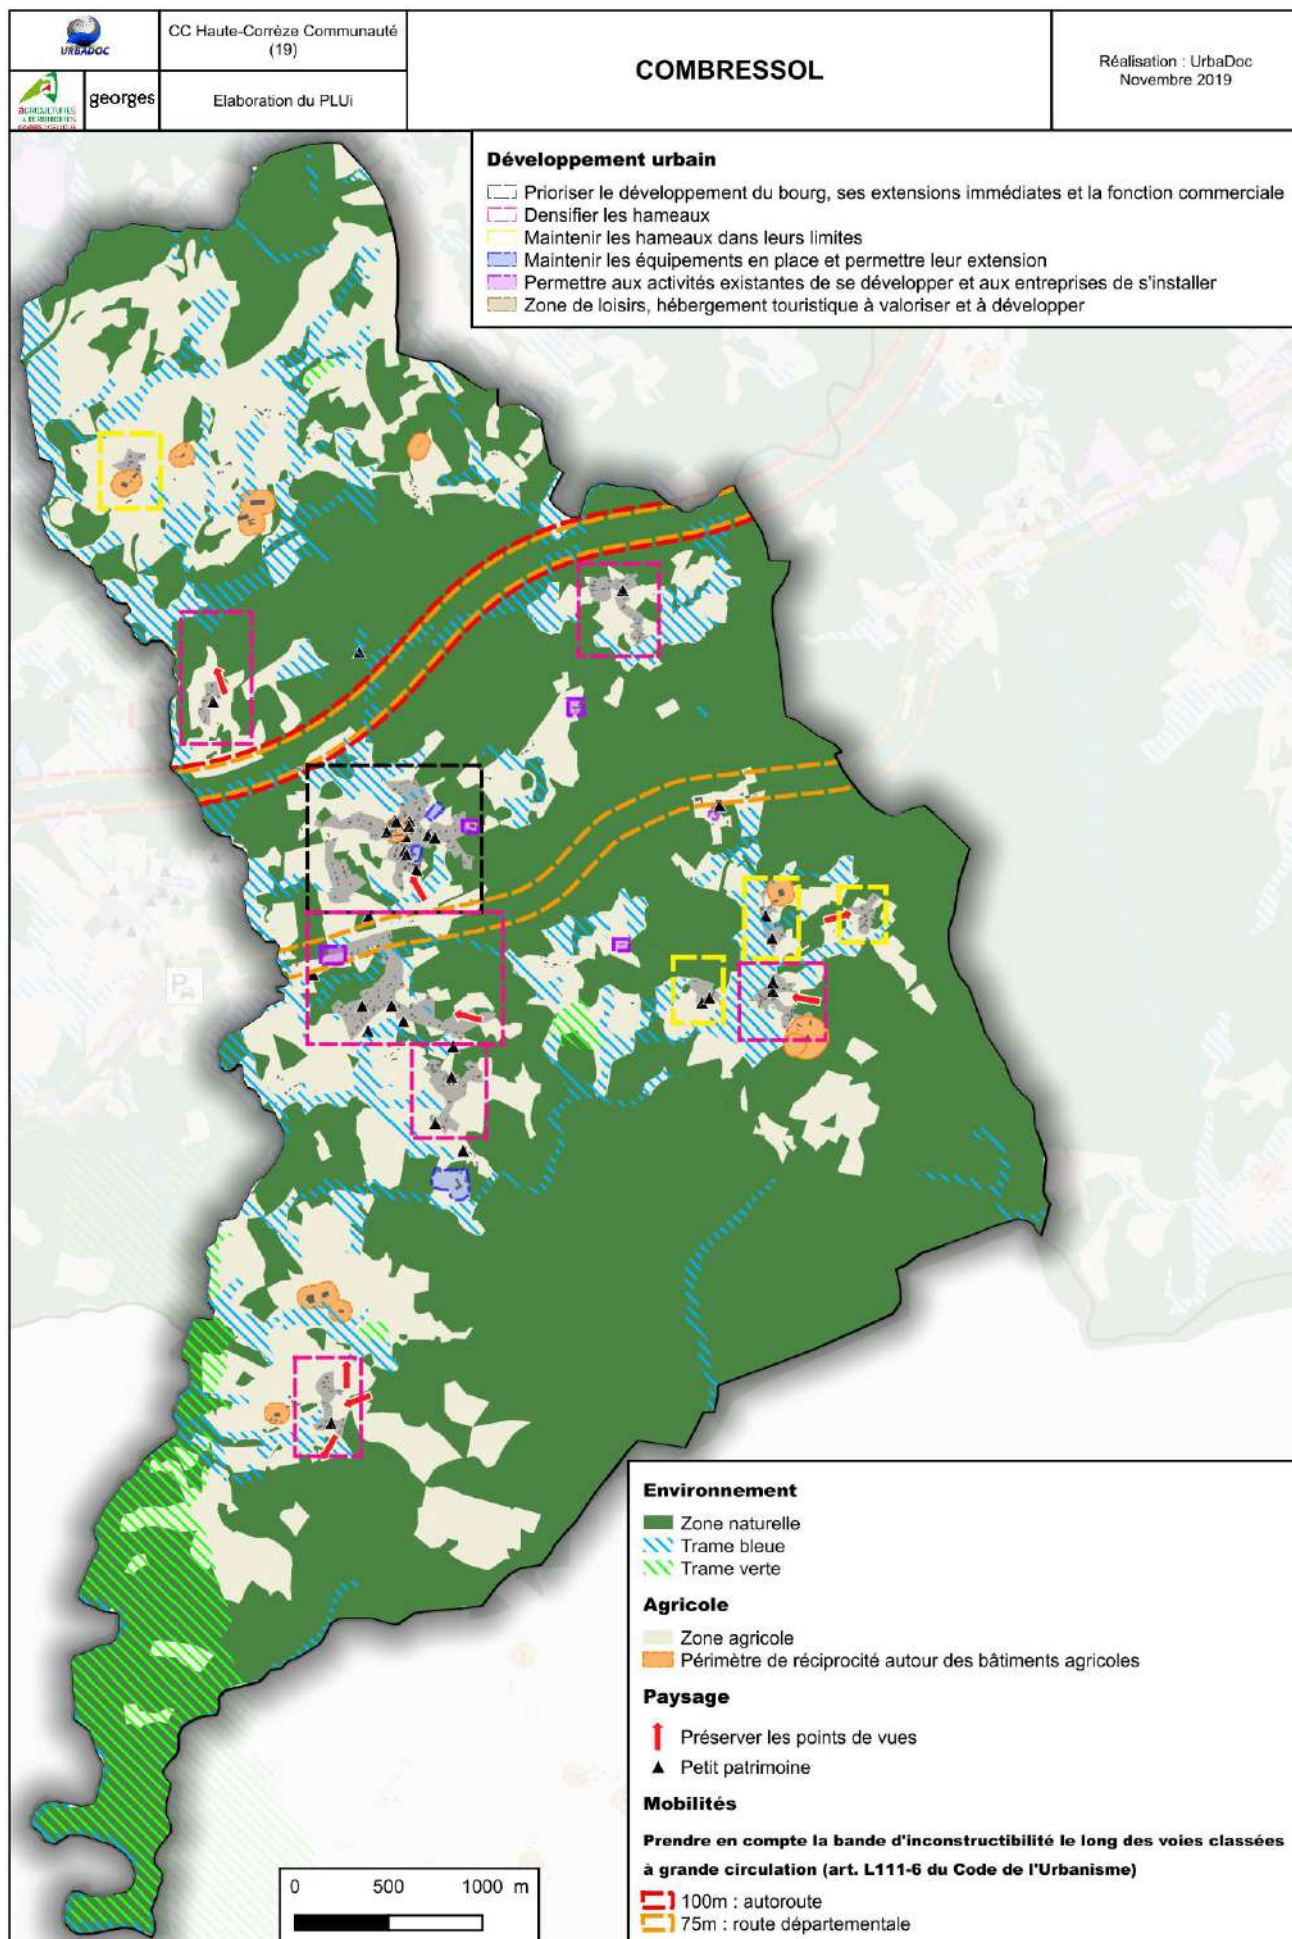 URBADOC
CC Haute-Corrèze Communauté
(19)
COMBRESSOL
Réalisation : UrbaDoc
Novembre 2019
AGRICULTURES
& TERRITOIRES
georges
Elaboration du PLUi
Développement urbain
Prioriser le développement du bourg, ses extensions immédiates et la fonction commerciale
Densifier les hameaux
Maintenir les hameaux dans leurs limites
Maintenir les équipements en place et permettre leur extension
Permettre aux activités existantes de se développer et aux entreprises de s'installer
Zone de loisirs, hébergement touristique à valoriser et à développer
P
Environnement
Zone naturelle
Trame bleue
Trame verte
Agricole
Zone agricole
Périmètre de réciprocité autour des bâtiments agricoles
Paysage
Préserver les points de vues
Petit patrimoine
Mobilités
Prendre en compte la bande d'inconstructibilité le long des voies classées
à grande circulation (art. L111-6 du Code de l'Urbanisme)
100m : autoroute
75m : route départementale
0 500 1000 m